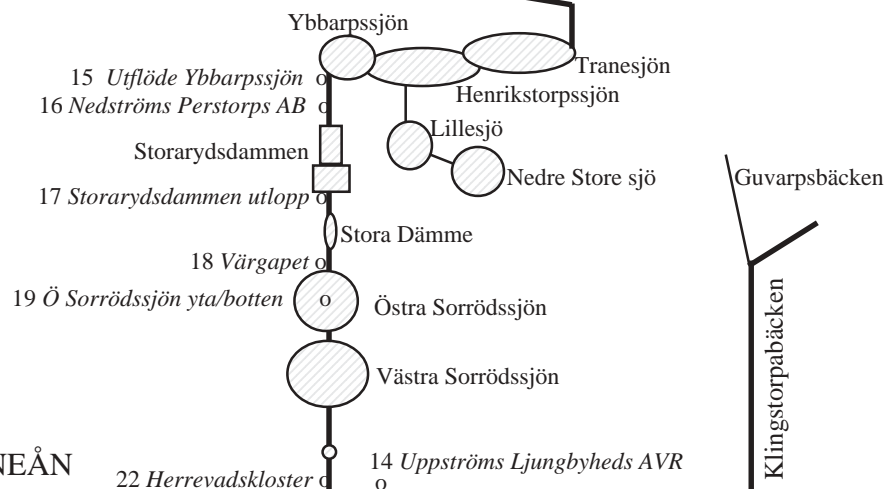 Ybbarpssjön
Tranesjön
15 Utflöde Ybbarpssjön
Henrikstorpssjön
16 Nedströms Perstorps AB
Lillesjö
Storarydsdammen
Nedre Store sjö
Guvarpsbäcken
17 Storarydsdammen utlopp
Stora Dämme
18 Värgapet
19 Ö Sorrödssjön yta/botten
Östra Sorrödssjön
Klingstorpabäcken
Västra Sorrödssjön
NEÅN
14 Uppströms Ljungbyheds AVR
22 Herrevadskloster